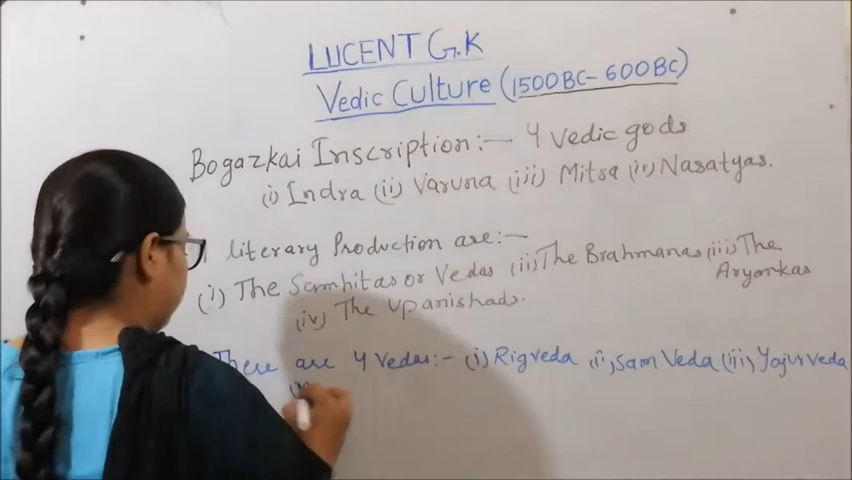 LUCENT G.K
Vedic Culture (1500BC- 600BC)
Bogazkai Inscription:- 4 Vedic gods
(i) Indra (ii) Varuna (iii) Mitra (iv) Nasatyas.
literary Production are:-
(i) The Samhitas or Vedas (ii) The Brahmanas (iii) The
Aryankas
(iv) The Upanishads.
There are 4 Vedas:- (i) Rigveda (ii) Sam Veda (iii) Yajur Veda